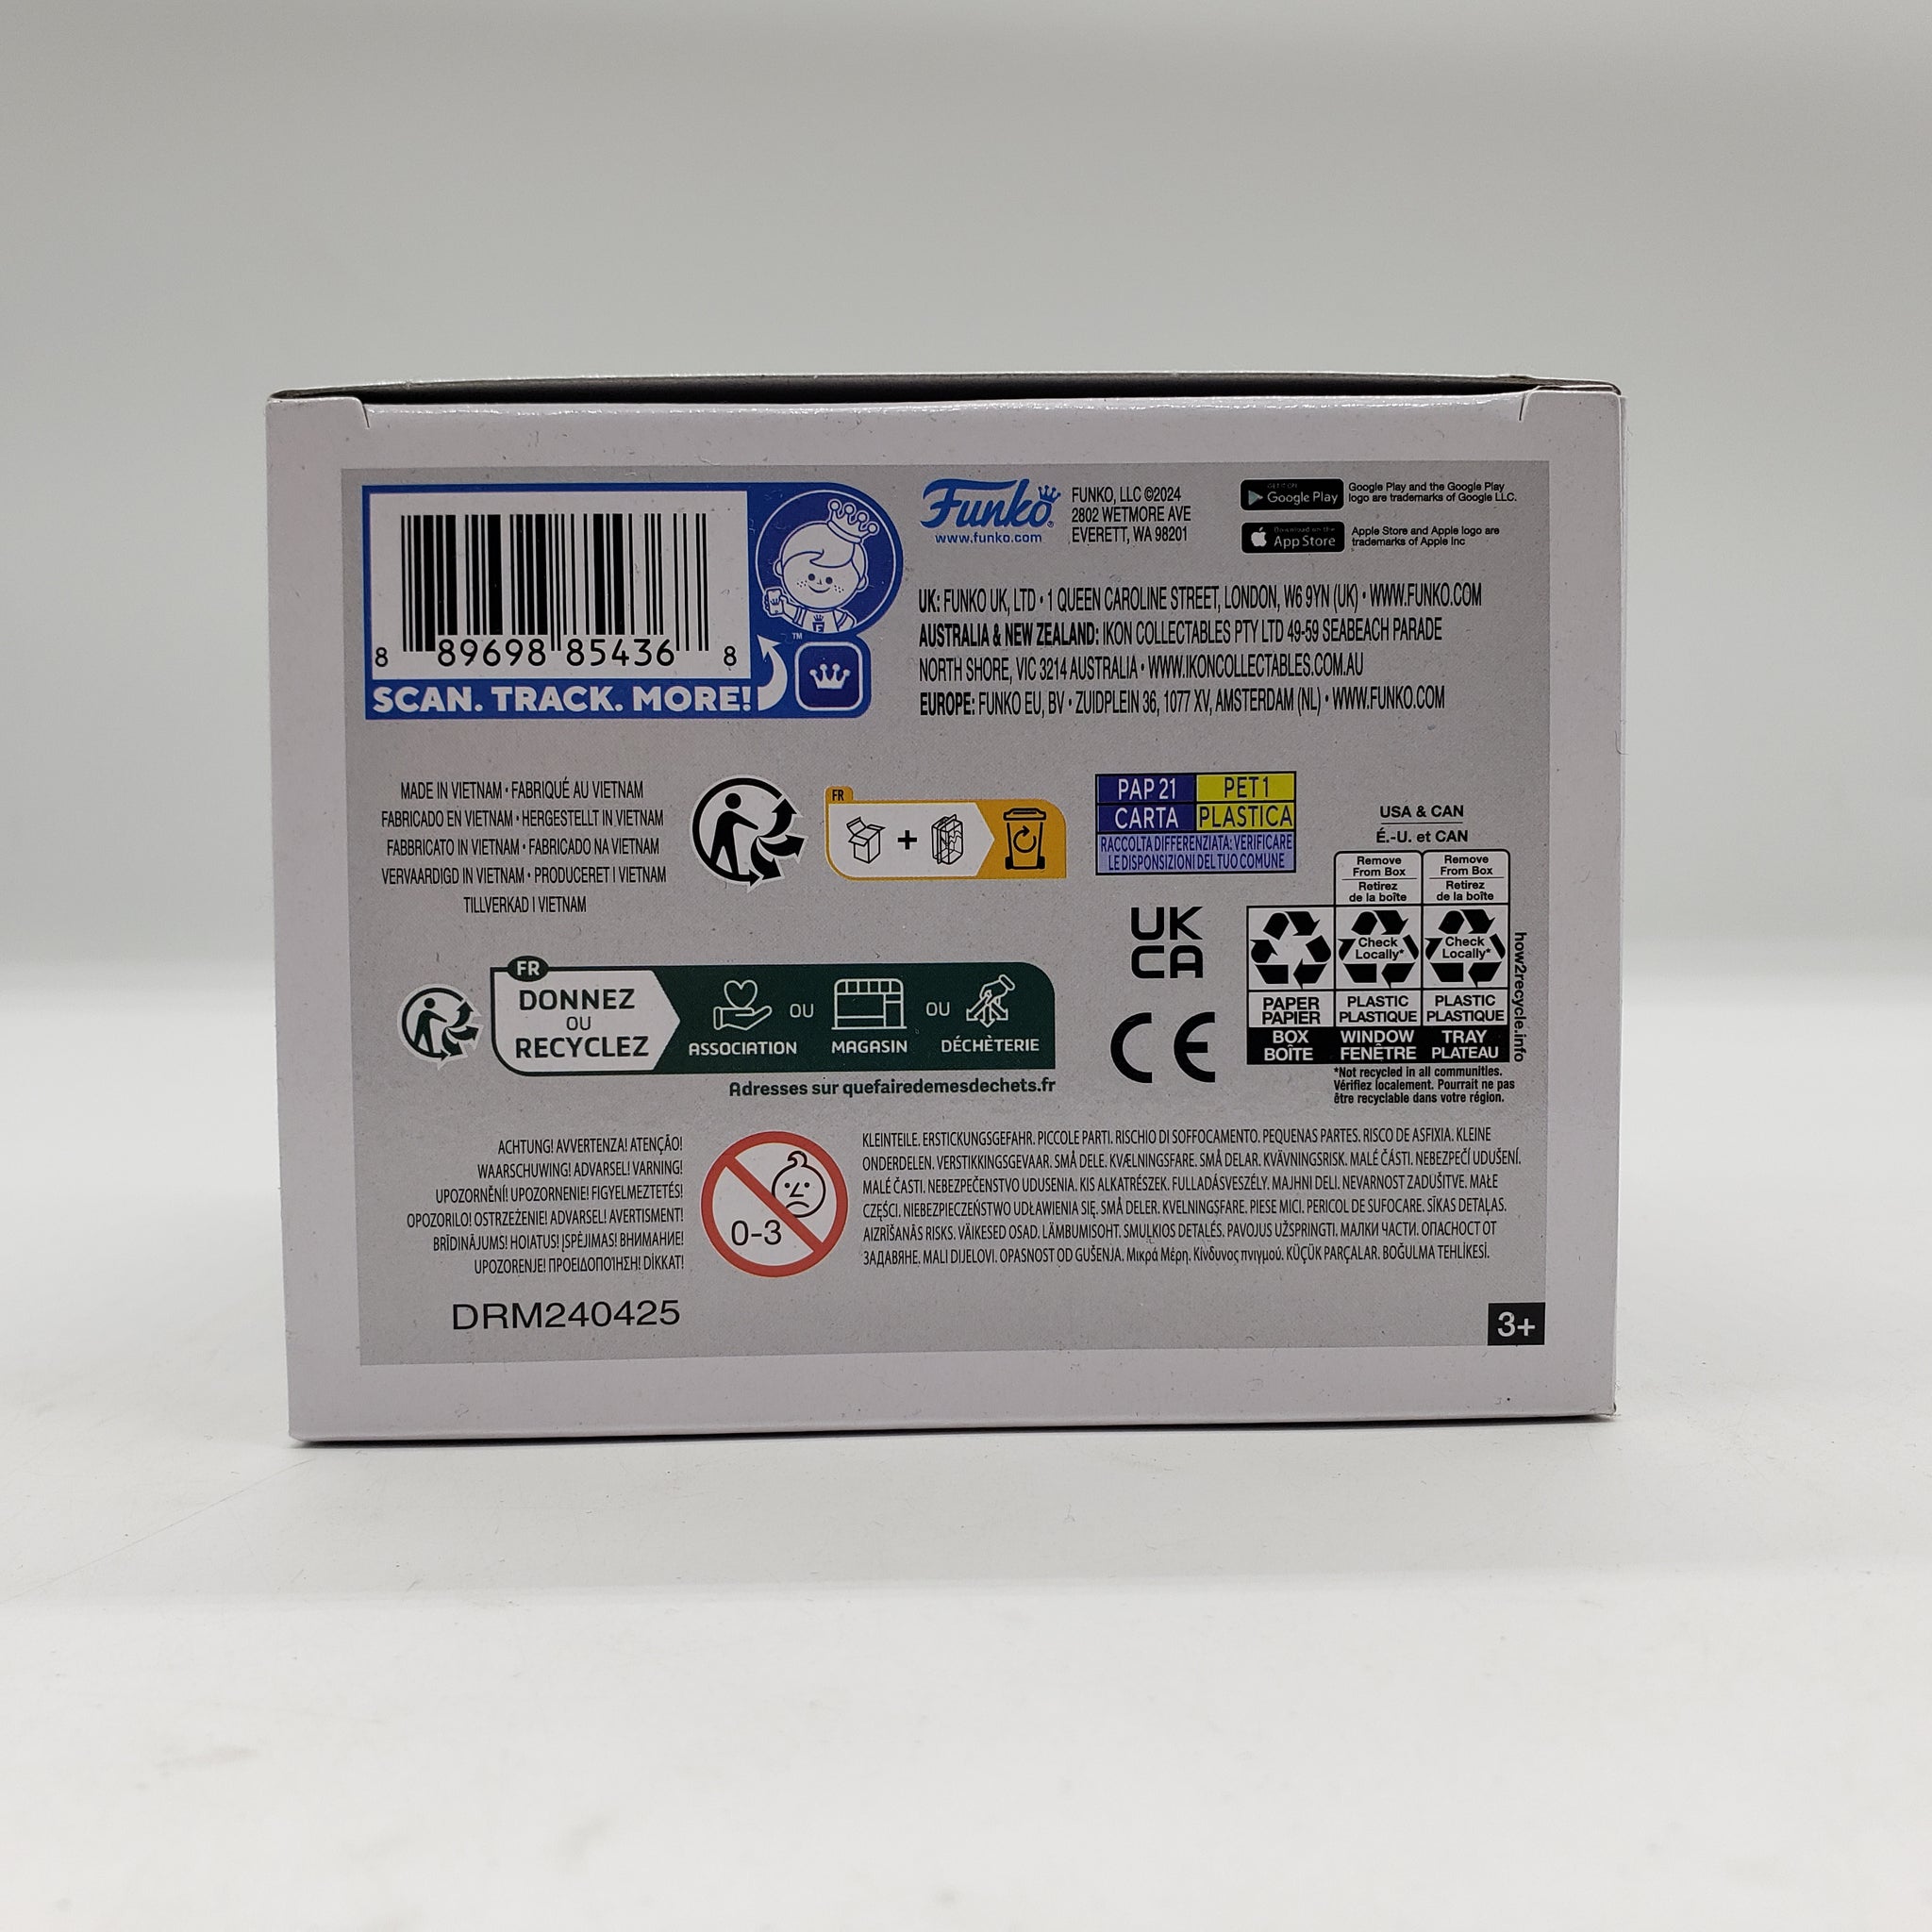 8 89698 85436 8
SCAN. TRACK. MORE!
TM
Funko
www.funko.com
FUNKO, LLC ©2024
2802 WETMORE AVE
EVERETT, WA 98201
GET IT ON
Google Play
Google Play and the Google Play
logo are trademarks of Google LLC.
Download on the
App Store
Apple Store and Apple logo are
trademarks of Apple Inc
UK: FUNKO UK, LTD • 1 QUEEN CAROLINE STREET, LONDON, W6 9YN (UK) • WWW.FUNKO.COM
AUSTRALIA & NEW ZEALAND: IKON COLLECTABLES PTY LTD 49-59 SEABEACH PARADE
NORTH SHORE, VIC 3214 AUSTRALIA • WWW.IKONCOLLECTABLES.COM.AU
EUROPE: FUNKO EU, BV • ZUIDPLEIN 36, 1077 XV, AMSTERDAM (NL) • WWW.FUNKO.COM
MADE IN VIETNAM • FABRIQUÉ AU VIETNAM
FABRICADO EN VIETNAM • HERGESTELLT IN VIETNAM
FABBRICATO IN VIETNAM • FABRICADO NA VIETNAM
VERVAARDIGD IN VIETNAM • PRODUCERET I VIETNAM
TILLVERKAD I VIETNAM
FR
PAP 21 PET 1
CARTA PLASTICA
RACCOLTA DIFFERENZIATA: VERIFICARE
LE DISPONSIZIONI DEL TUO COMUNE
USA & CAN
É.-U. et CAN
Remove From Box
Retirez de la boîte
Remove From Box
Retirez de la boîte
Check Locally*
Check Locally*
PAPER PAPIER
PLASTIC PLASTIQUE
PLASTIC PLASTIQUE
BOX BOÎTE
WINDOW FENÊTRE
TRAY PLATEAU
how2recycle.info
*Not recycled in all communities.
Vérifiez localement. Pourrait ne pas
être recyclable dans votre région.
UK
CA
CE
FR
DONNEZ
OU
RECYCLEZ
ASSOCIATION OU MAGASIN OU DÉCHÈTERIE
Adresses sur quefairedemesdechets.fr
ACHTUNG! AVVERTENZA! ATENÇÃO!
WAARSCHUWING! ADVARSEL! VARNING!
UPOZORNĚNÍ! UPOZORNENIE! FIGYELMEZTETÉS!
OPOZORILO! OSTRZEŻENIE! ADVARSEL! AVERTISMENT!
BRĪDINĀJUMS! HOIATUS! ĮSPĖJIMAS! ВНИМАНИЕ!
UPOZORENJE! ΠΡΟΕΙΔΟΠΟΊΗΣΗ! DİKKAT!
0-3
KLEINTEILE. ERSTICKUNGSGEFAHR. PICCOLE PARTI. RISCHIO DI SOFFOCAMENTO. PEQUENAS PARTES. RISCO DE ASFIXIA. KLEINE
ONDERDELEN. VERSTIKKINGSGEVAAR. SMÅ DELE. KVÆLNINGSFARE. SMÅ DELAR. KVÄVNINGSRISK. MALÉ ČÁSTI. NEBEZPEČÍ UDUŠENÍ.
MALÉ ČASTI. NEBEZPEČENSTVO UDUSENIA. KIS ALKATRÉSZEK. FULLADÁSVESZÉLY. MAJHNI DELI. NEVARNOST ZADUŠITVE. MAŁE
CZĘŚCI. NIEBEZPIECZEŃSTWO UDŁAWIENIA SIĘ. SMÅ DELER. KVELNINGSFARE. PIESE MICI. PERICOL DE SUFOCARE. SĪKAS DETAĻAS.
AIZRĪŠANĀS RISKS. VÄIKESED OSAD. LÄMBUMISOHT. SMULKIOS DETALĖS. PAVOJUS UŽSPRINGTI. МАЛКИ ЧАСТИ. ОПАСНОСТ ОТ
ЗАДАВЯНЕ. MALI DIJELOVI. OPASNOST OD GUŠENJA. Μικρά Μέρη. Κίνδυνος πνιγμού. KÜÇÜK PARÇALAR. BOĞULMA TEHLİKESİ.
DRM240425
3+